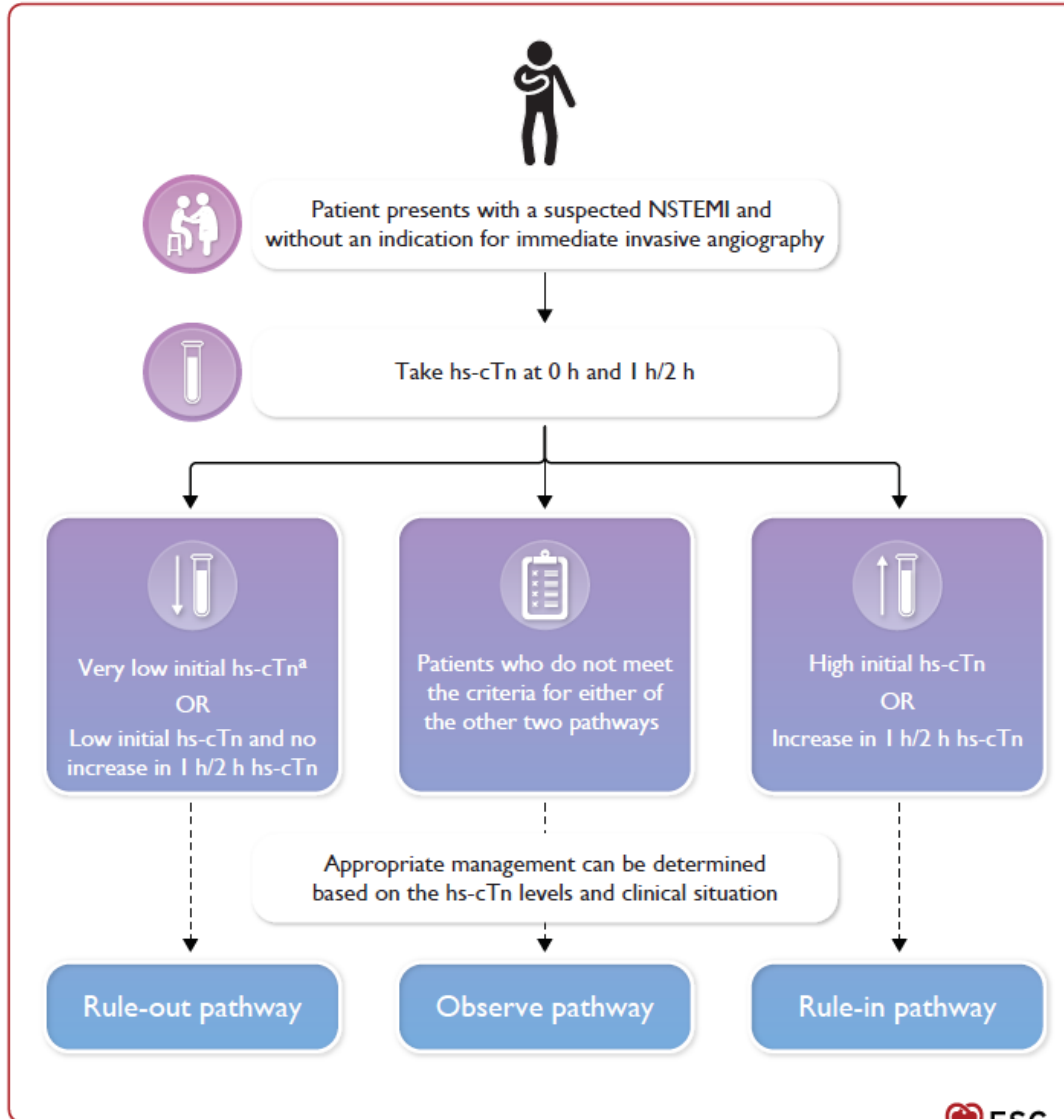 Patient presents with a suspected NSTEMI and
without an indication for immediate invasive angiography
Take hs-cTn at 0 h and 1 h/2 h
Very low initial hs-cTnᵃ
OR
Low initial hs-cTn and no
increase in 1 h/2 h hs-cTn
Patients who do not meet
the criteria for either of
the other two pathways
High initial hs-cTn
OR
Increase in 1 h/2 h hs-cTn
Appropriate management can be determined
based on the hs-cTn levels and clinical situation
Rule-out pathway
Observe pathway
Rule-in pathway
ESC